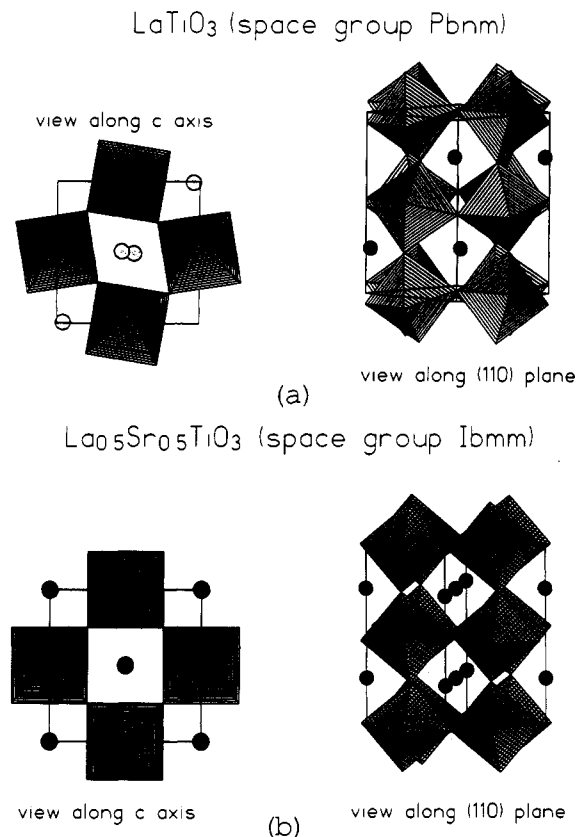 LaTiO3 (space group Pbnm)
view along c axis
view along (110) plane
(a)
La0 5Sr0 5TiO3 (space group Ibmm)
view along c axis
view along (110) plane
(b)